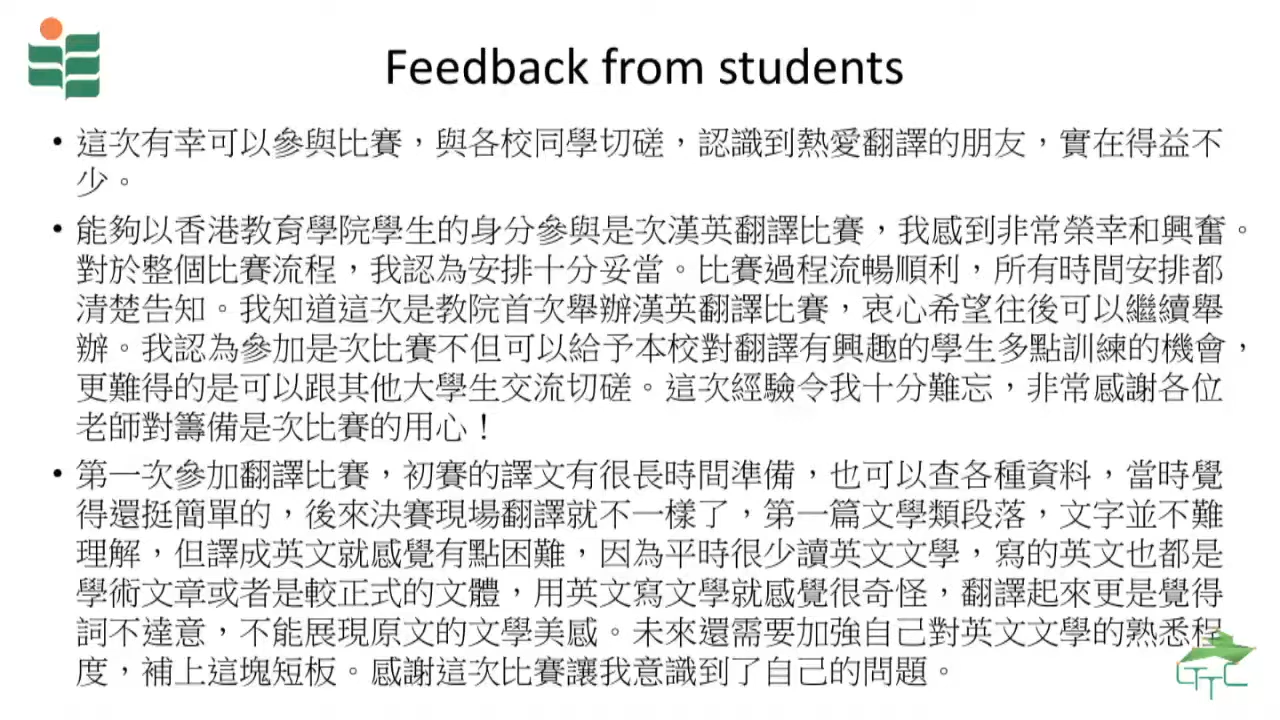 Feedback from students
• 這次有幸可以參與比賽，與各校同學切磋，認識到熱愛翻譯的朋友，實在得益不
少。
• 能夠以香港教育學院學生的身分參與是次漢英翻譯比賽，我感到非常榮幸和興奮。
對於整個比賽流程，我認為安排十分妥當。比賽過程流暢順利，所有時間安排都
清楚告知。我知道這次是教院首次舉辦漢英翻譯比賽，衷心希望往後可以繼續舉
辦。我認為參加是次比賽不但可以給予本校對翻譯有興趣的學生多點訓練的機會，
更難得的是可以跟其他大學生交流切磋。這次經驗令我十分難忘，非常感謝各位
老師對籌備是次比賽的用心！
• 第一次參加翻譯比賽，初賽的譯文有很長時間準備，也可以查各種資料，當時覺
得還挺簡單的，後來決賽現場翻譯就不一樣了，第一篇文學類段落，文字並不難
理解，但譯成英文就感覺有點困難，因為平時很少讀英文文學，寫的英文也都是
學術文章或者是較正式的文體，用英文寫文學就感覺很奇怪，翻譯起來更是覺得
詞不達意，不能展現原文的文學美感。未來還需要加強自己對英文文學的熟悉程
度，補上這塊短板。感謝這次比賽讓我意識到了自己的問題。
CTTC